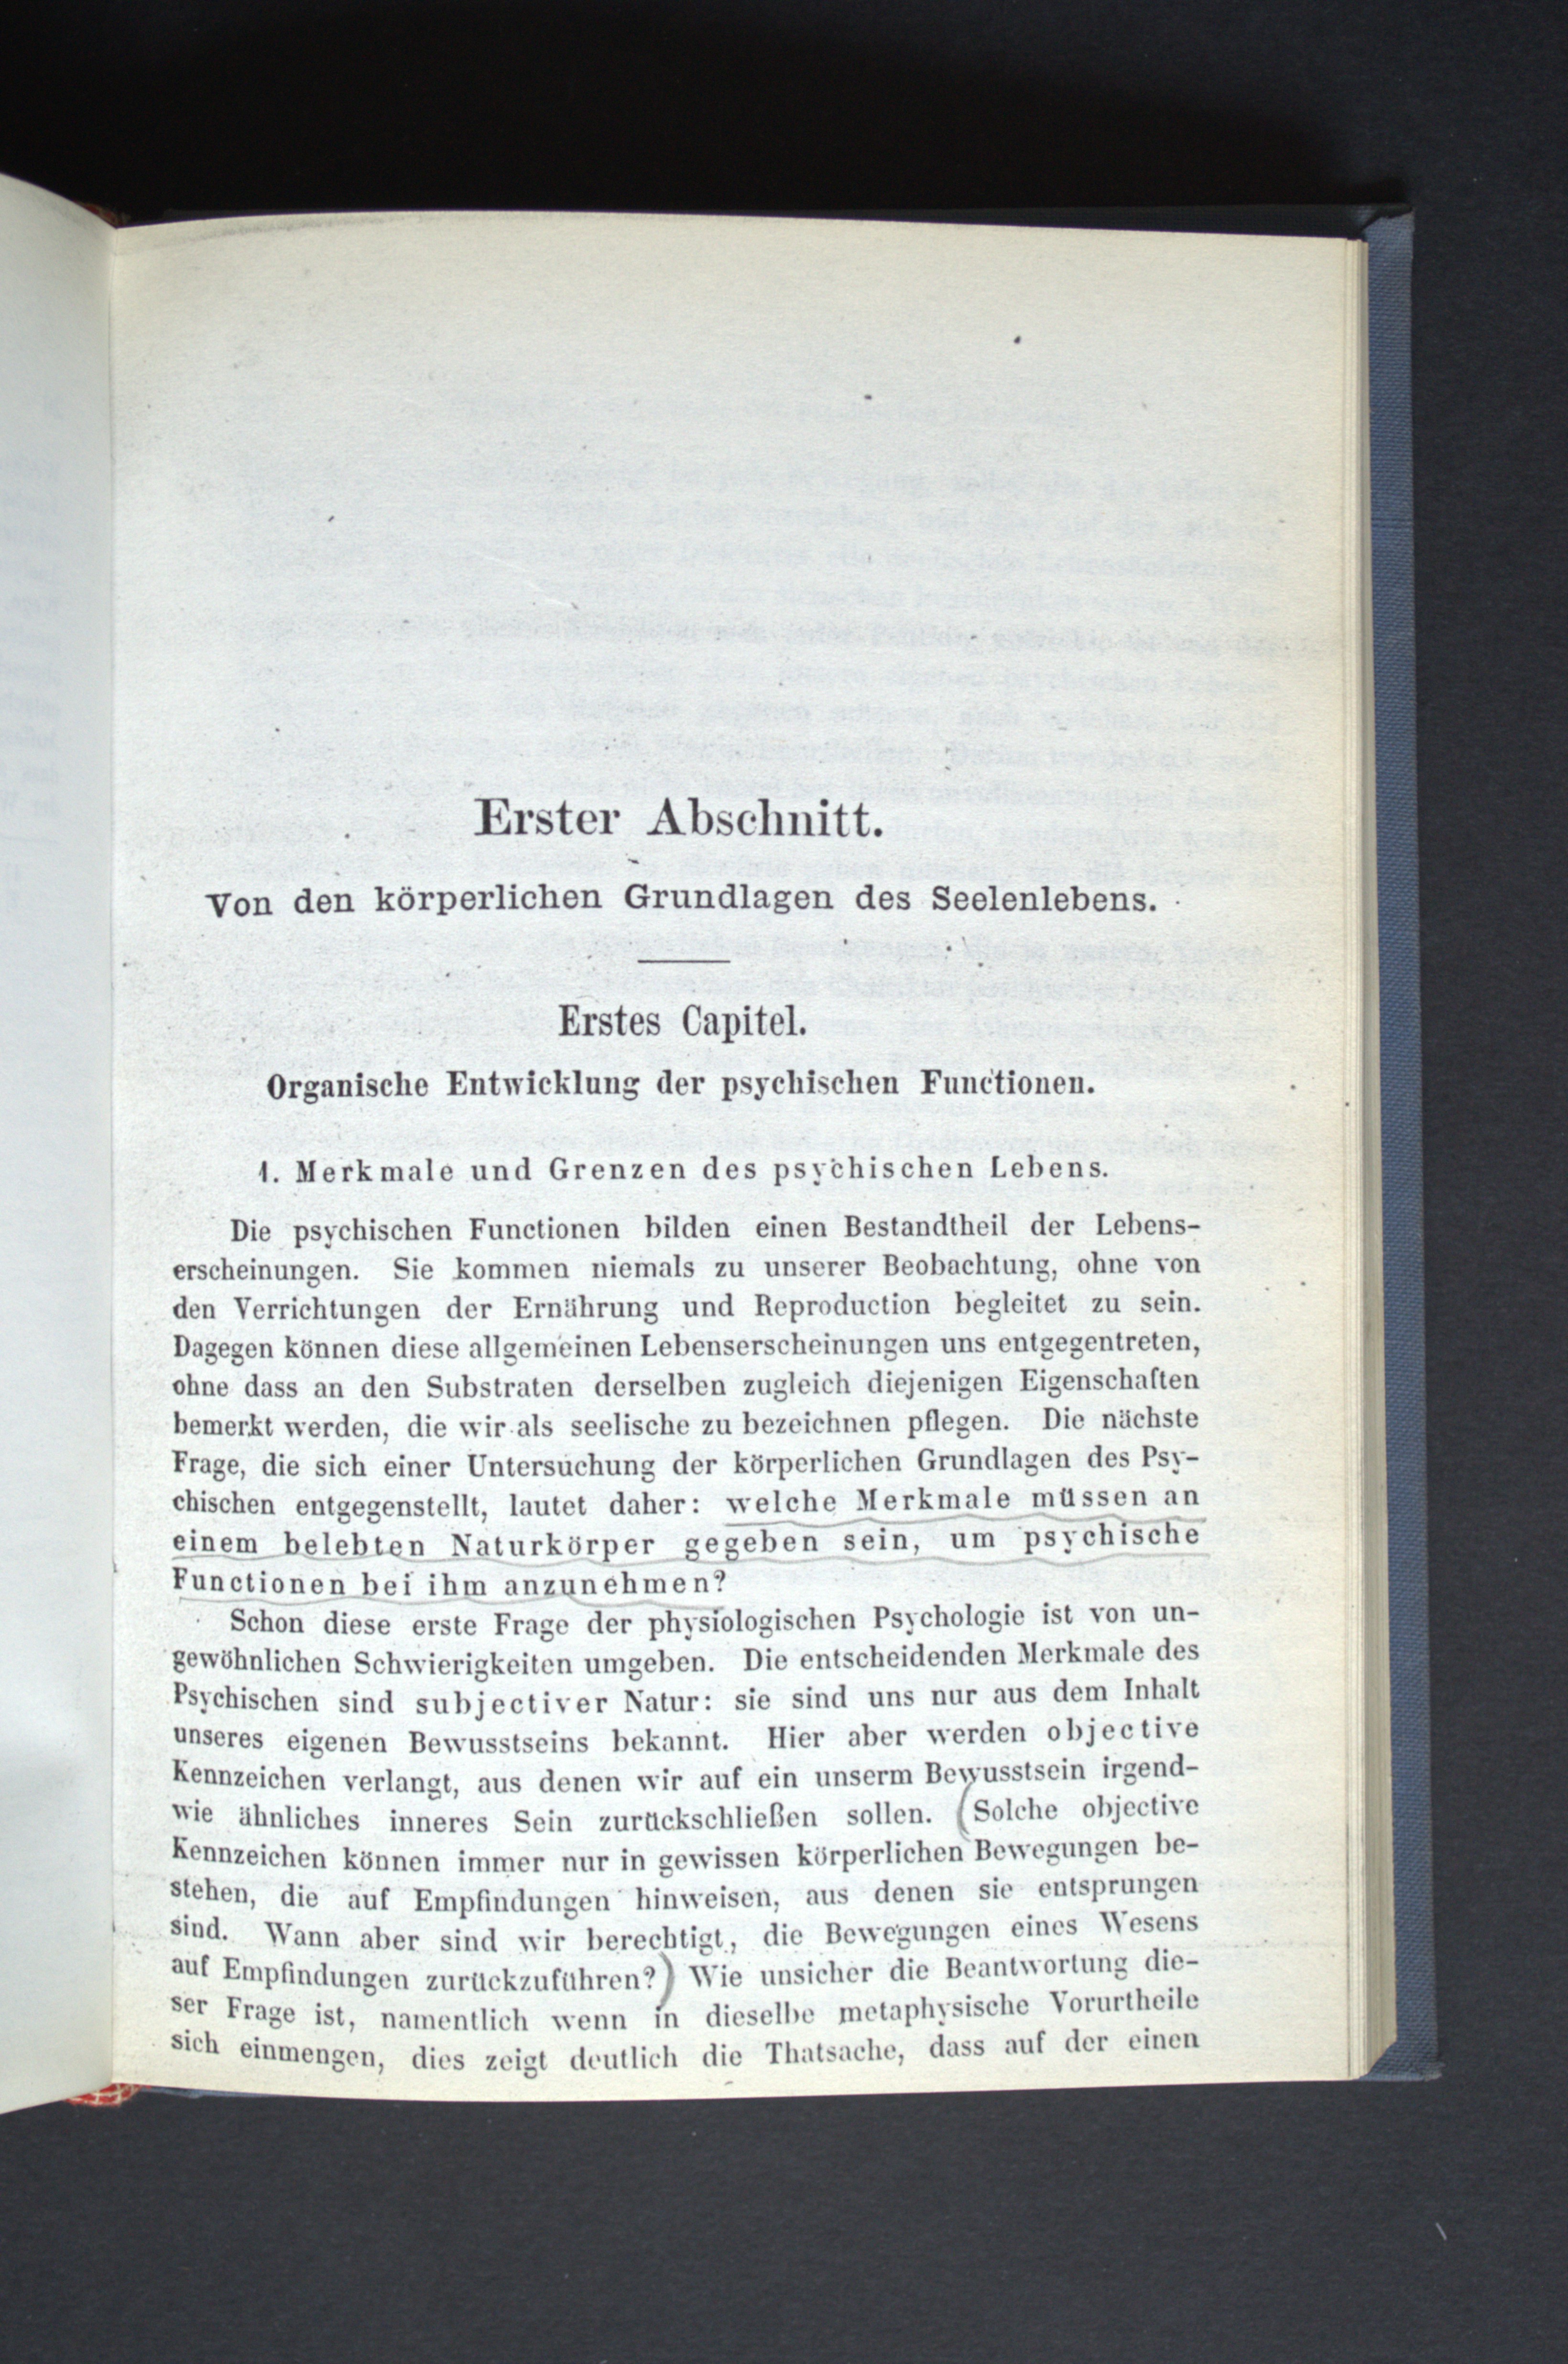 Erster Abschnitt.
Von den körperlichen Grundlagen des Seelenlebens.
Erstes Capitel.
Organische Entwicklung der psychischen Functionen.
1. Merkmale und Grenzen des psychischen Lebens.
Die psychischen Functionen bilden einen Bestandtheil der Lebens-
erscheinungen. Sie kommen niemals zu unserer Beobachtung, ohne von
den Verrichtungen der Ernährung und Reproduction begleitet zu sein.
Dagegen können diese allgemeinen Lebenserscheinungen uns entgegentreten,
ohne dass an den Substraten derselben zugleich diejenigen Eigenschaften
bemerkt werden, die wir als seelische zu bezeichnen pflegen. Die nächste
Frage, die sich einer Untersuchung der körperlichen Grundlagen des Psy-
chischen entgegenstellt, lautet daher: welche Merkmale müssen an
einem belebten Naturkörper gegeben sein, um psychische
Functionen bei ihm anzunehmen?
Schon diese erste Frage der physiologischen Psychologie ist von un-
gewöhnlichen Schwierigkeiten umgeben. Die entscheidenden Merkmale des
Psychischen sind subjectiver Natur: sie sind uns nur aus dem Inhalt
unseres eigenen Bewusstseins bekannt. Hier aber werden objective
Kennzeichen verlangt, aus denen wir auf ein unserm Bewusstsein irgend-
wie ähnliches inneres Sein zurückschließen sollen. (Solche objective
Kennzeichen können immer nur in gewissen körperlichen Bewegungen be-
stehen, die auf Empfindungen hinweisen, aus denen sie entsprungen
sind. Wann aber sind wir berechtigt, die Bewegungen eines Wesens
auf Empfindungen zurückzuführen?) Wie unsicher die Beantwortung die-
ser Frage ist, namentlich wenn in dieselbe metaphysische Vorurtheile
sich einmengen, dies zeigt deutlich die Thatsache, dass auf der einen